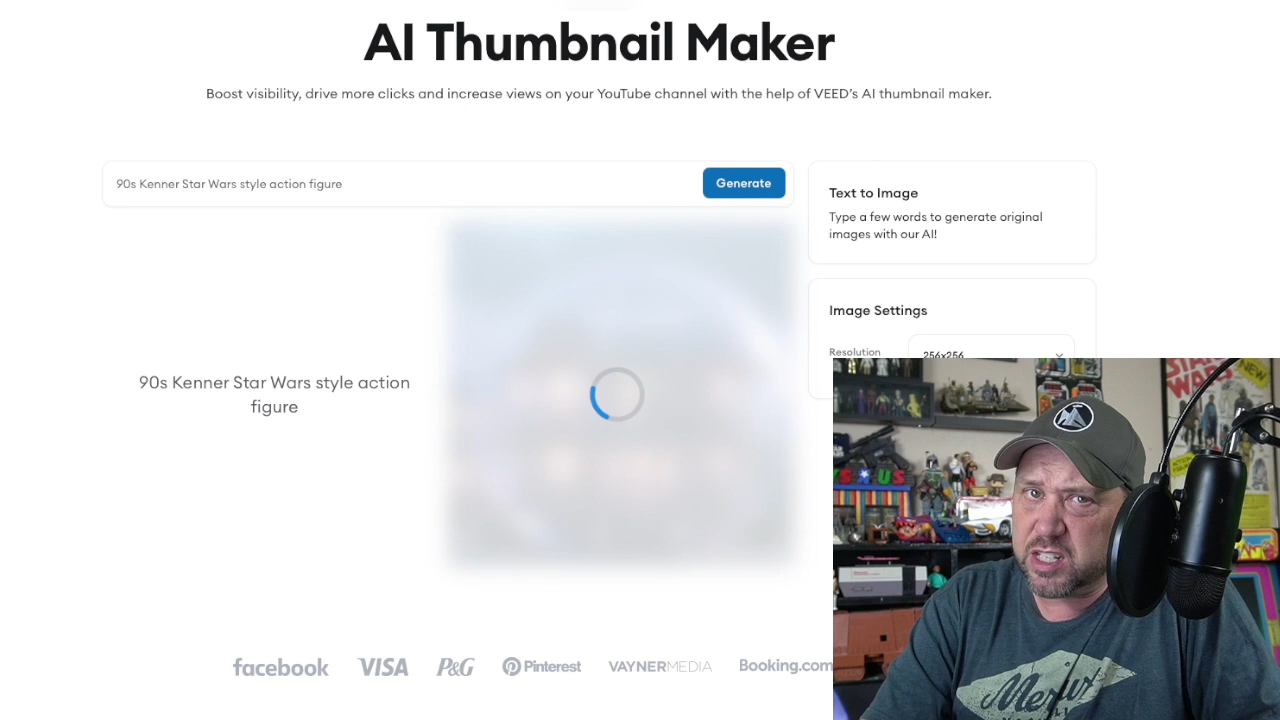 AI Thumbnail Maker
Boost visibility, drive more clicks and increase views on your YouTube channel with the help of VEED's AI thumbnail maker.
90s Kenner Star Wars style action figure
Generate
Text to Image
Type a few words to generate original
images with our AI!
Image Settings
Resolution
256x256
90s Kenner Star Wars style action
figure
facebook
VISA
P&G
Pinterest
VAYNERMEDIA
Booking.com
STAR
WARS
NEW